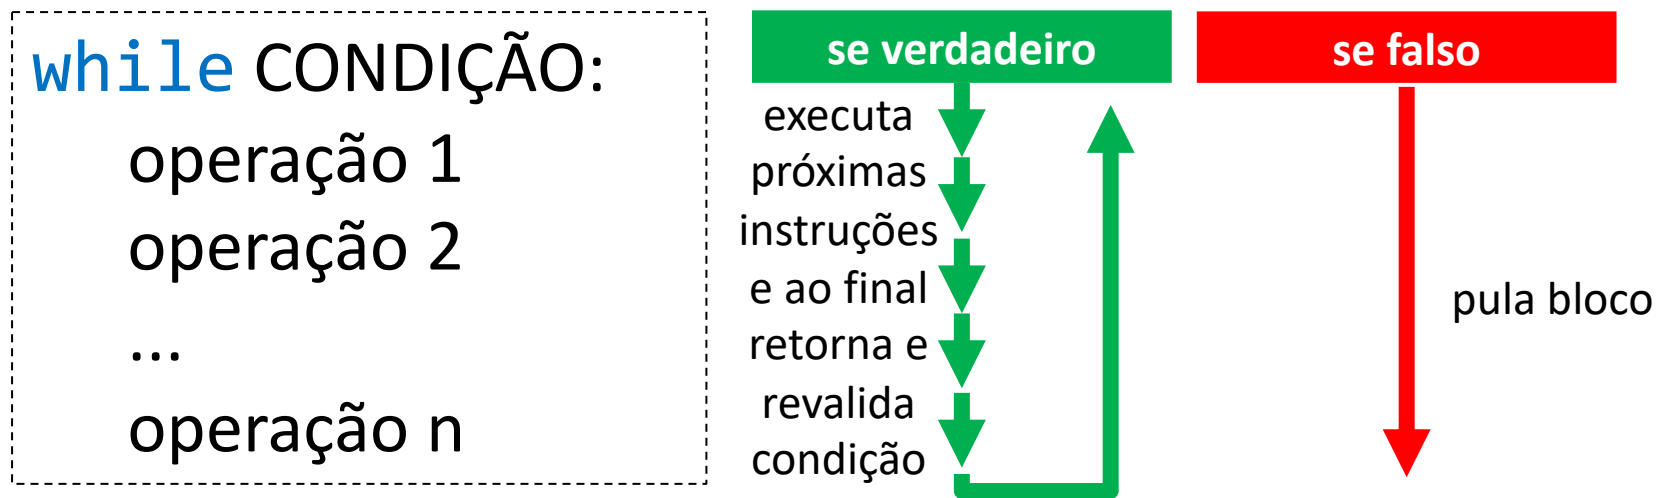 while CONDIÇÃO:
operação 1
operação 2
...
operação n
se verdadeiro
executa
próximas
instruções
e ao final
retorna e
revalida
condição
se falso
pula bloco